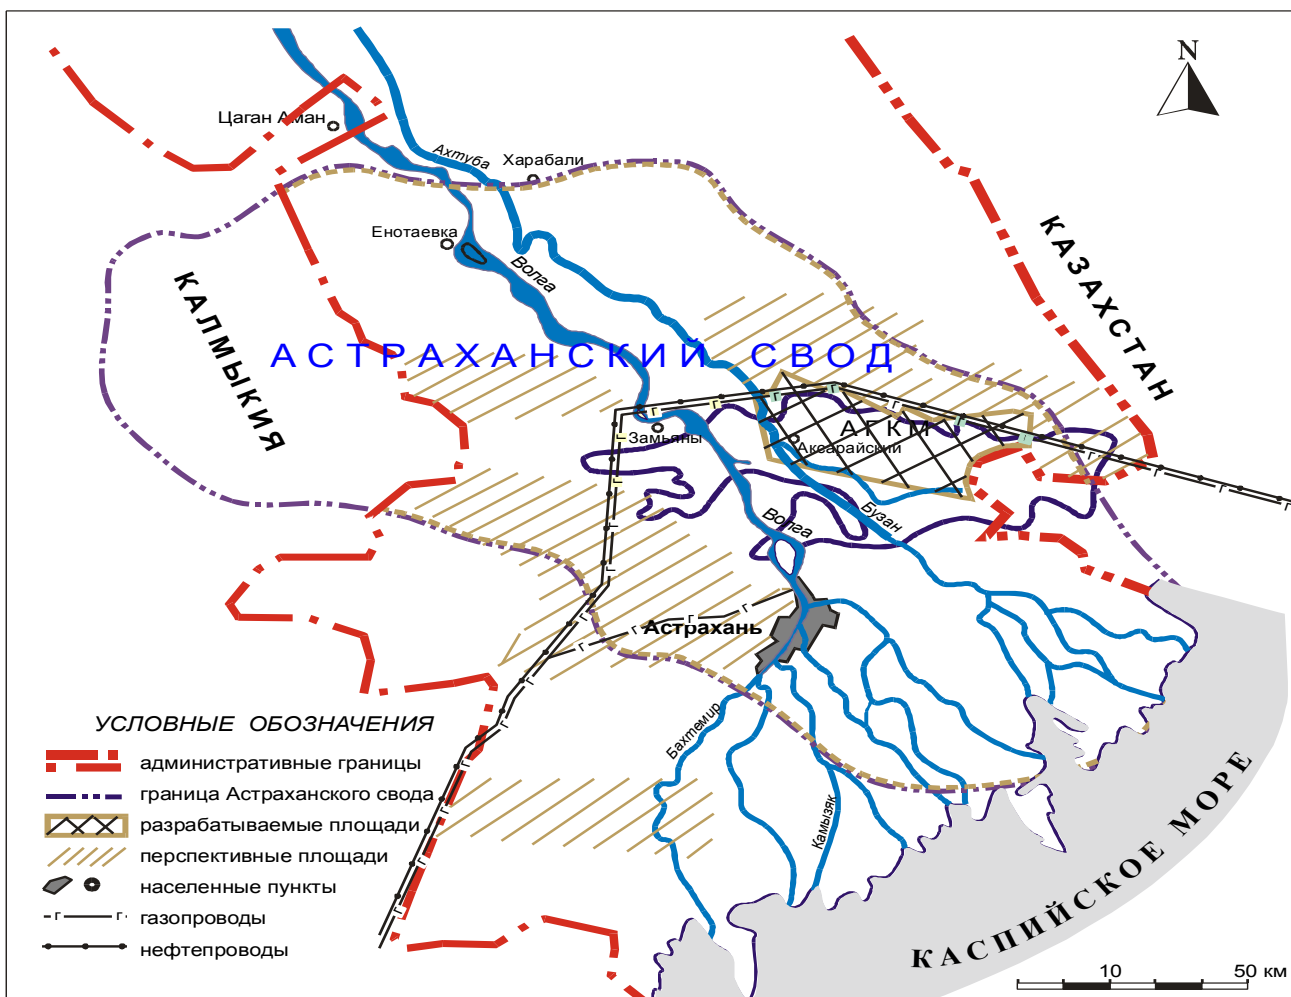 N
Цаган Аман
Ахтуба
Харабали
Енотаевка
Волга
КАЗАХСТАН
КАЛМЫКИЯ
АСТРАХАНСКИЙ СВОД
Г
Г
Г
Г
Г
Замьяны
АГКМ
Аксарайский
Г
Г
Г
Г
Волга
Бузан
Г
Г
Г
Г
Г
Астрахань
Г
Г
Г
Бахтемир
Г
Г
Камызяк
Г
Г
Г
КАСПИЙСКОЕ МОРЕ
УСЛОВНЫЕ ОБОЗНАЧЕНИЯ
административные границы
граница Астраханского свода
разрабатываемые площади
перспективные площади
населенные пункты
г г газопроводы
нефтепроводы
10 50 км